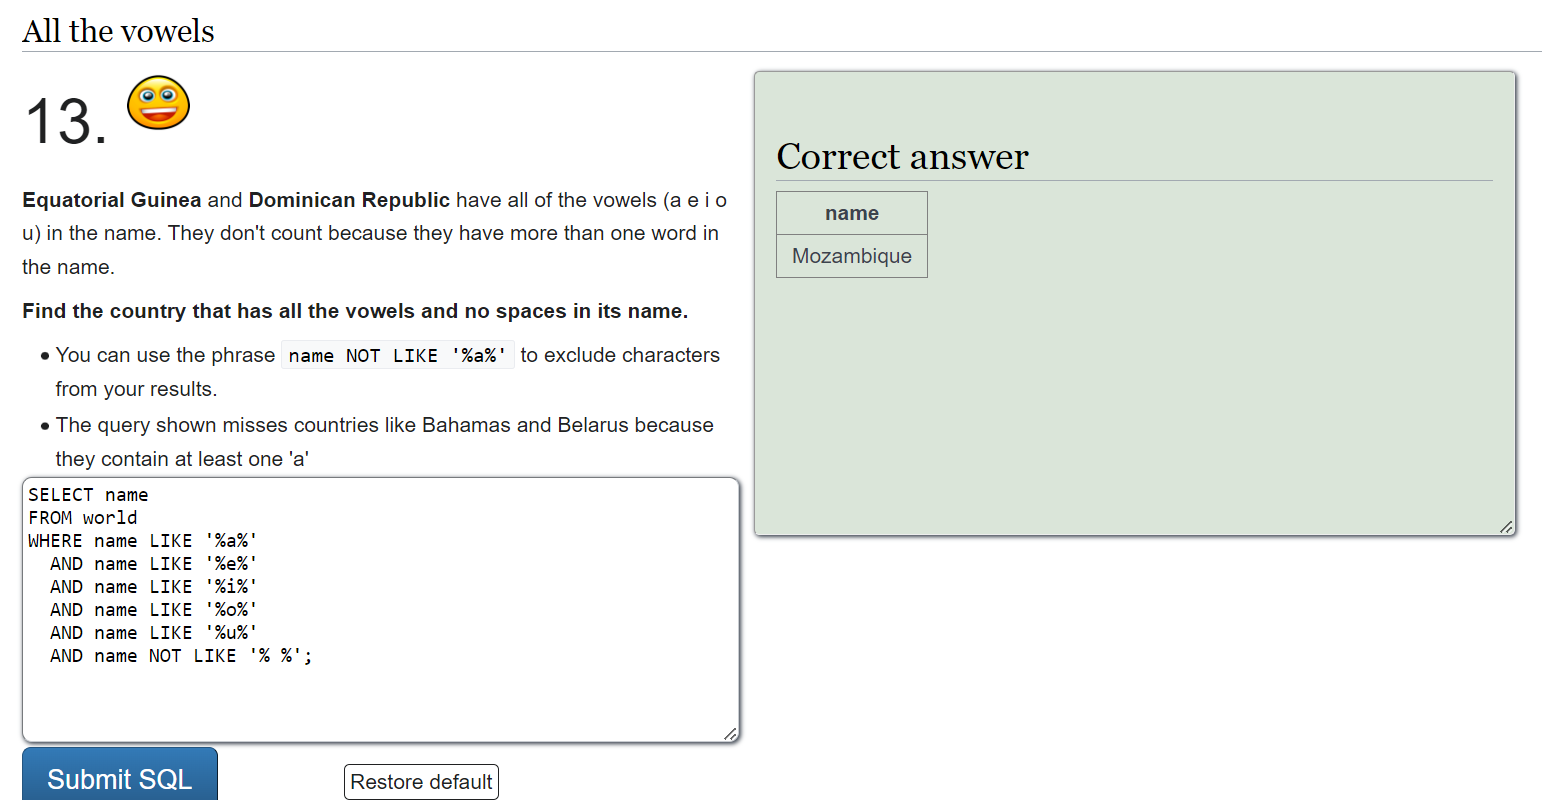 All the vowels
13.
Equatorial Guinea and Dominican Republic have all of the vowels (a e i o
u) in the name. They don't count because they have more than one word in
the name.
Find the country that has all the vowels and no spaces in its name.
• You can use the phrase name NOT LIKE '%a%' to exclude characters
from your results.
• The query shown misses countries like Bahamas and Belarus because
they contain at least one 'a'
SELECT name
FROM world
WHERE name LIKE '%a%'
  AND name LIKE '%e%'
  AND name LIKE '%i%'
  AND name LIKE '%o%'
  AND name LIKE '%u%'
  AND name NOT LIKE '% %';
Submit SQL
Restore default
Correct answer
name
Mozambique